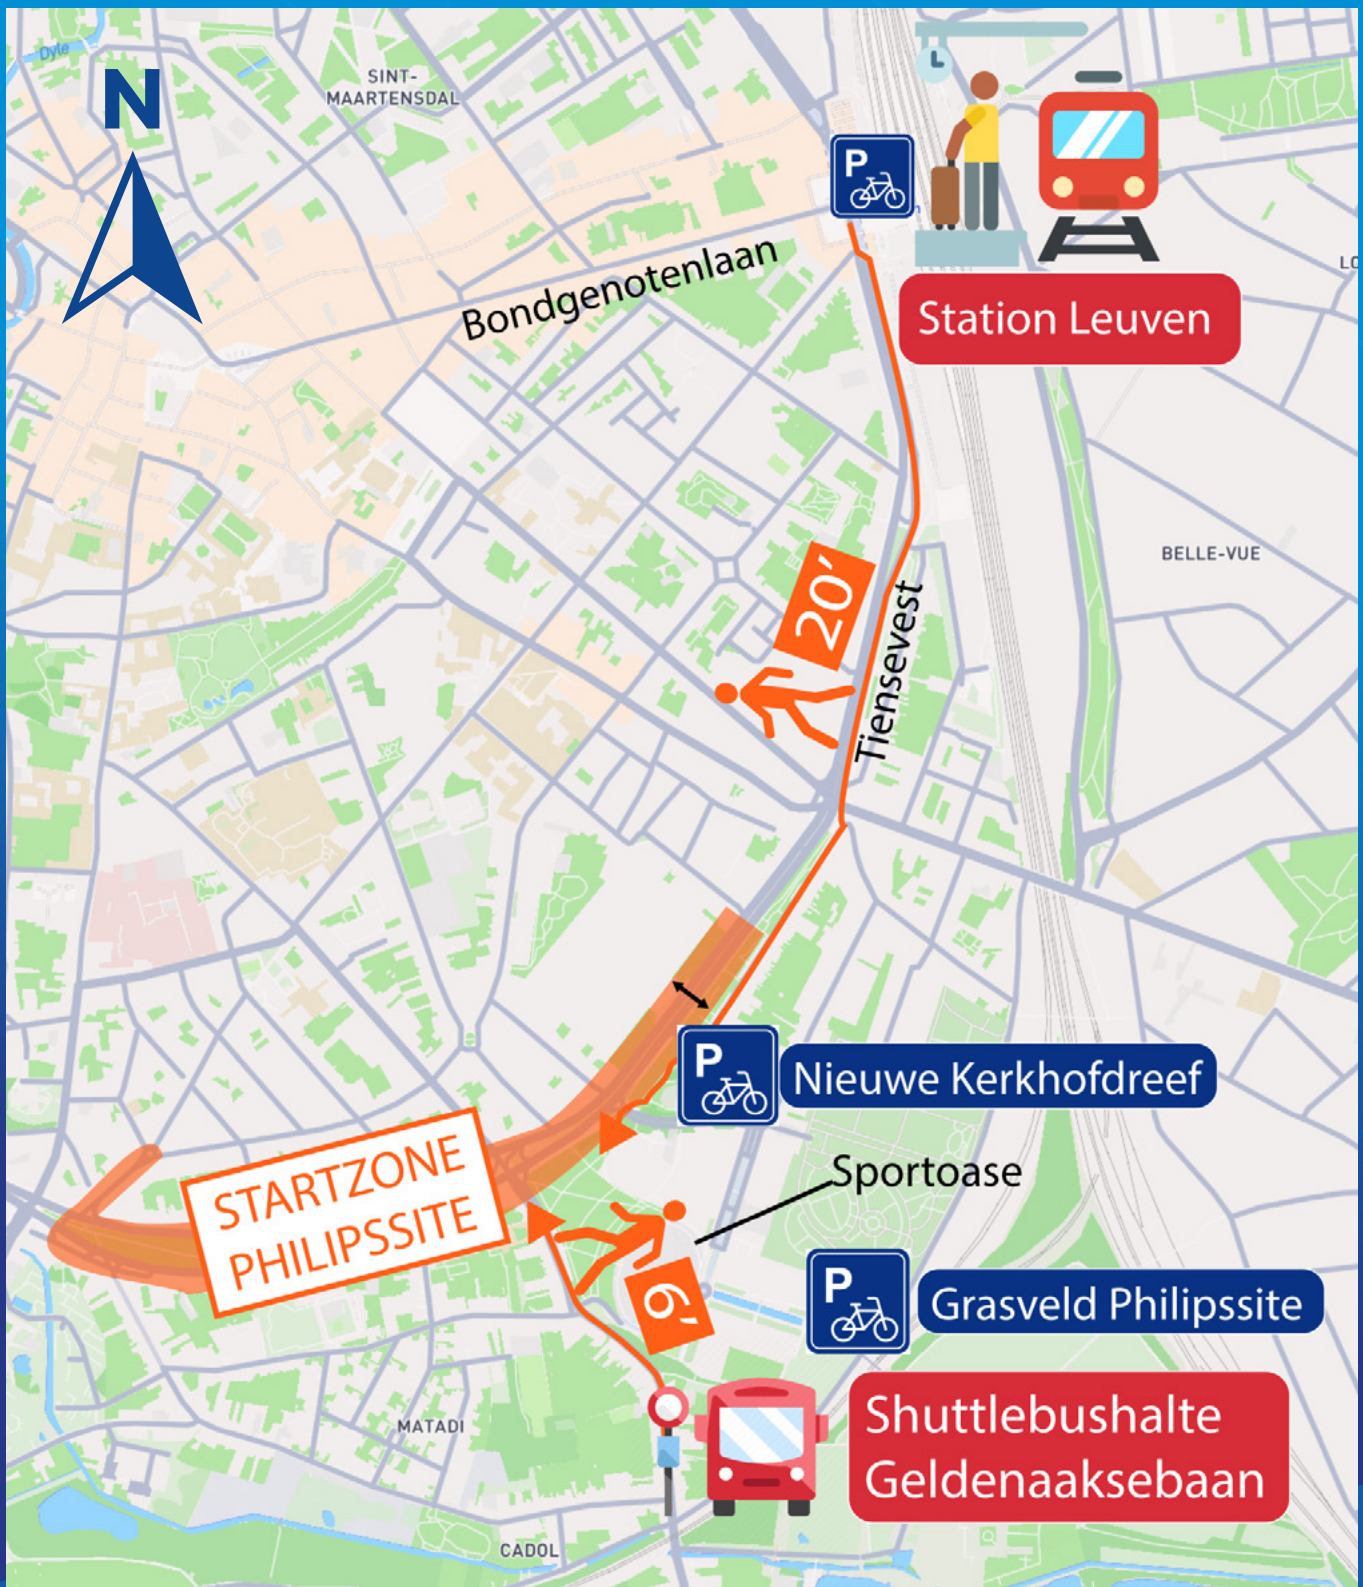 Dyle
SINT-
MAARTENSDAL
N
P
Bondgenotenlaan
LO
Station Leuven
BELLE-VUE
20'
Tiensevest
P
Nieuwe Kerkhofdreef
STARTZONE
PHILIPSSITE
Sportoase
6'
P
Grasveld Philipssite
MATADI
Shuttlebushalte
Geldenaaksebaan
CADOL